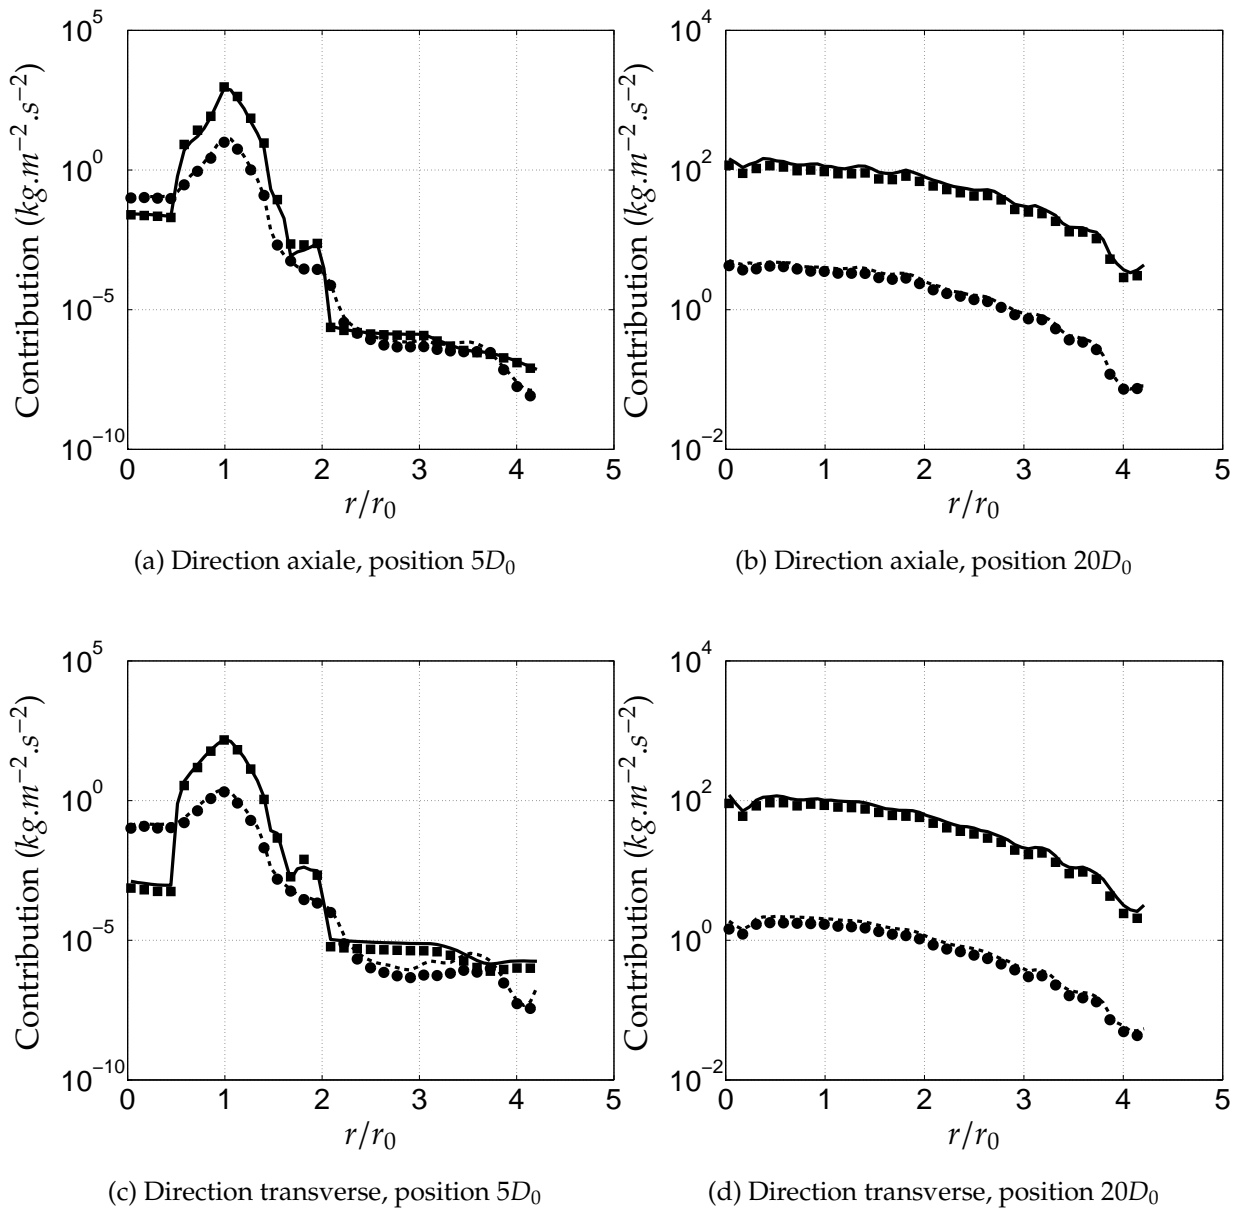 10^5
10^0
10^−5
10^−10
Contribution (kg.m^−2.s^−2)
0 1 2 3 4 5
r/r_0
(a) Direction axiale, position 5D_0
10^4
10^2
10^0
10^−2
Contribution (kg.m^−2.s^−2)
0 1 2 3 4 5
r/r_0
(b) Direction axiale, position 20D_0
10^5
10^0
10^−5
10^−10
Contribution (kg.m^−2.s^−2)
0 1 2 3 4 5
r/r_0
(c) Direction transverse, position 5D_0
10^4
10^2
10^0
10^−2
Contribution (kg.m^−2.s^−2)
0 1 2 3 4 5
r/r_0
(d) Direction transverse, position 20D_0